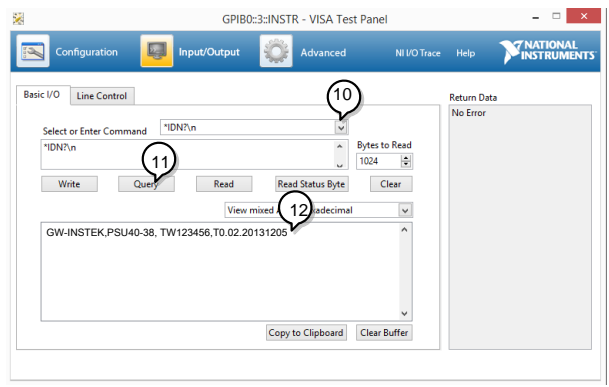 GPIB0::3::INSTR - VISA Test Panel
Configuration Input/Output Advanced NI I/O Trace Help NATIONAL INSTRUMENTS™
Basic I/O Line Control
Return Data
No Error
10
Select or Enter Command *IDN?\n
*IDN?\n
Bytes to Read
1024
11
Write Query Read Read Status Byte Clear
View mixed hexadecimal
12
GW-INSTEK,PSU40-38, TW123456,T0.02.20131205
Copy to Clipboard Clear Buffer